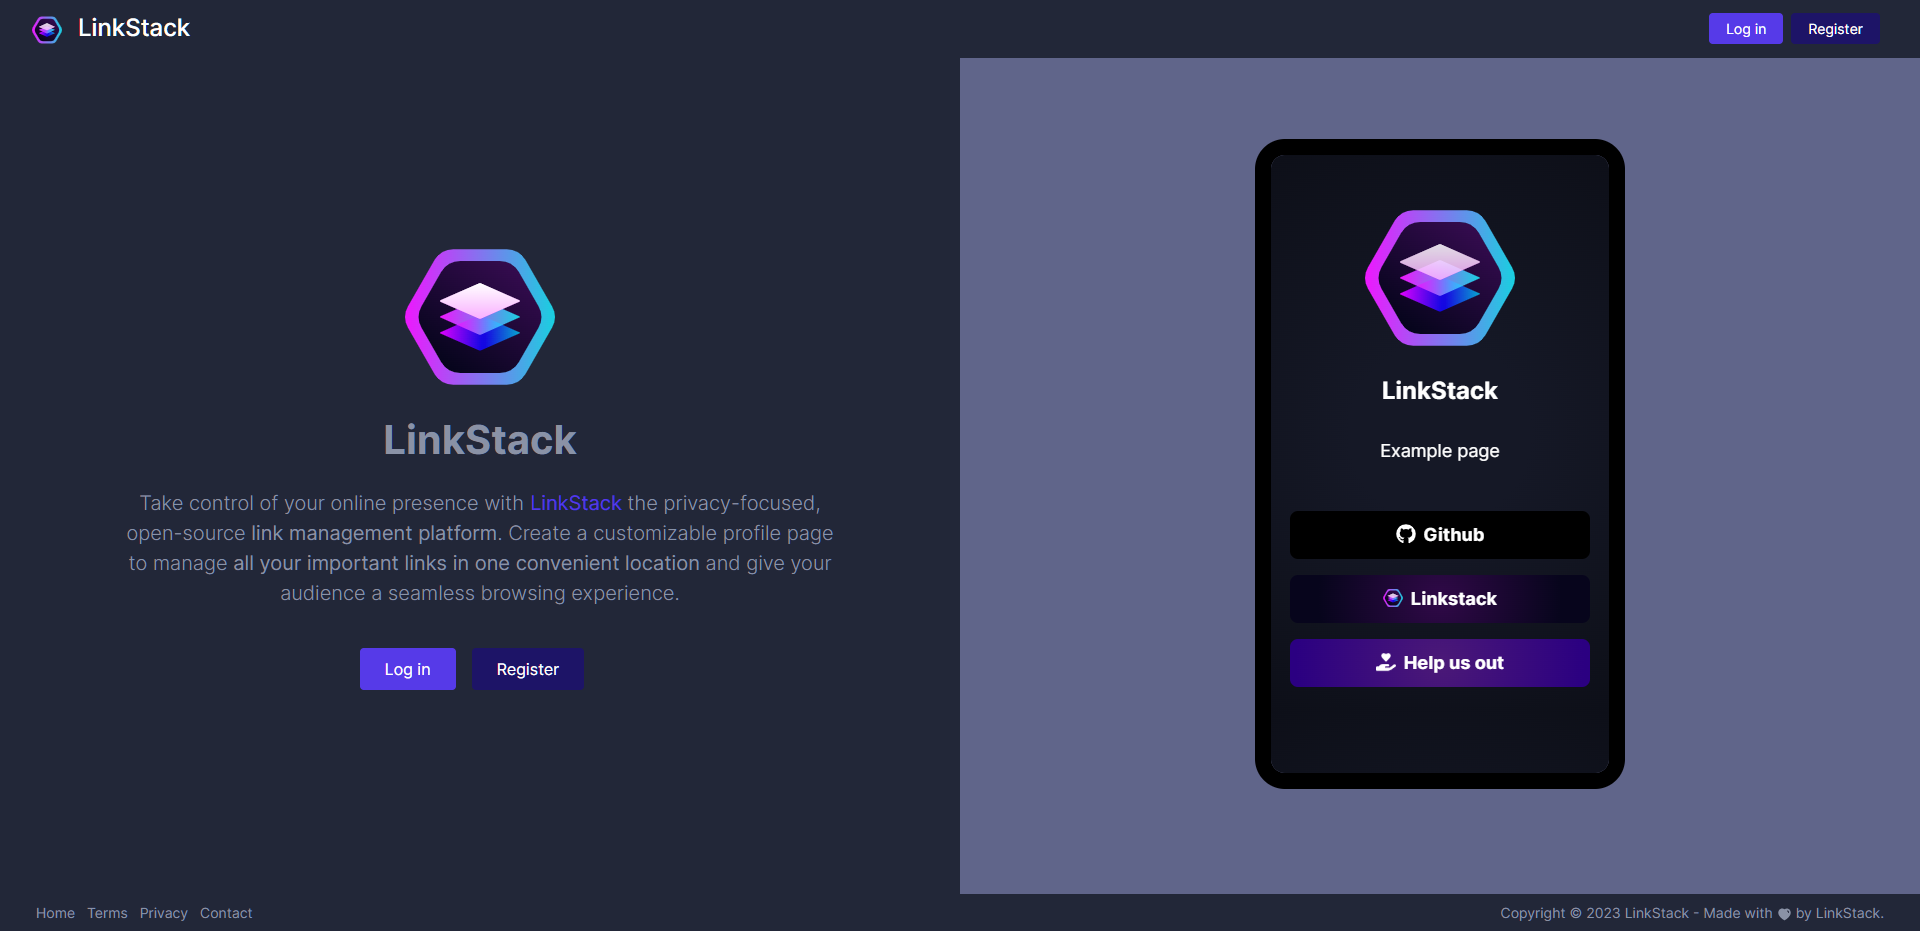 LinkStack
Log in
Register
LinkStack
Take control of your online presence with LinkStack the privacy-focused,
open-source link management platform. Create a customizable profile page
to manage all your important links in one convenient location and give your
audience a seamless browsing experience.
Log in
Register
LinkStack
Example page
Github
Linkstack
Help us out
Home Terms Privacy Contact
Copyright © 2023 LinkStack - Made with by LinkStack.